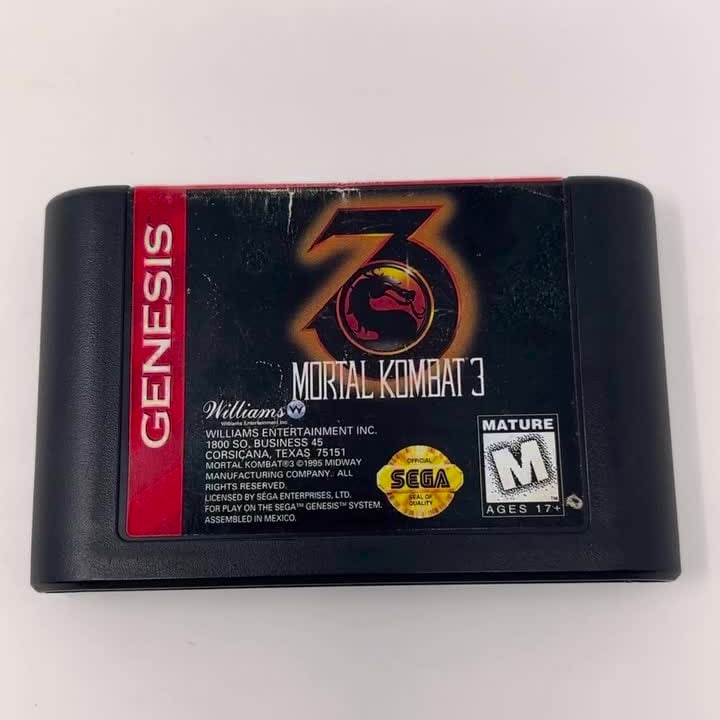 GENESIS™
3
MORTAL KOMBAT 3
Williams
Williams Entertainment Inc.
WILLIAMS ENTERTAINMENT INC.
1800 SO. BUSINESS 45
CORSICANA, TEXAS 75151
MORTAL KOMBAT®3 ©1995 MIDWAY
MANUFACTURING COMPANY. ALL
RIGHTS RESERVED.
LICENSED BY SEGA ENTERPRISES, LTD.
FOR PLAY ON THE SEGA™ GENESIS™ SYSTEM.
ASSEMBLED IN MEXICO.
OFFICIAL
SEGA
SEAL OF
QUALITY
MATURE
M
™
AGES 17+